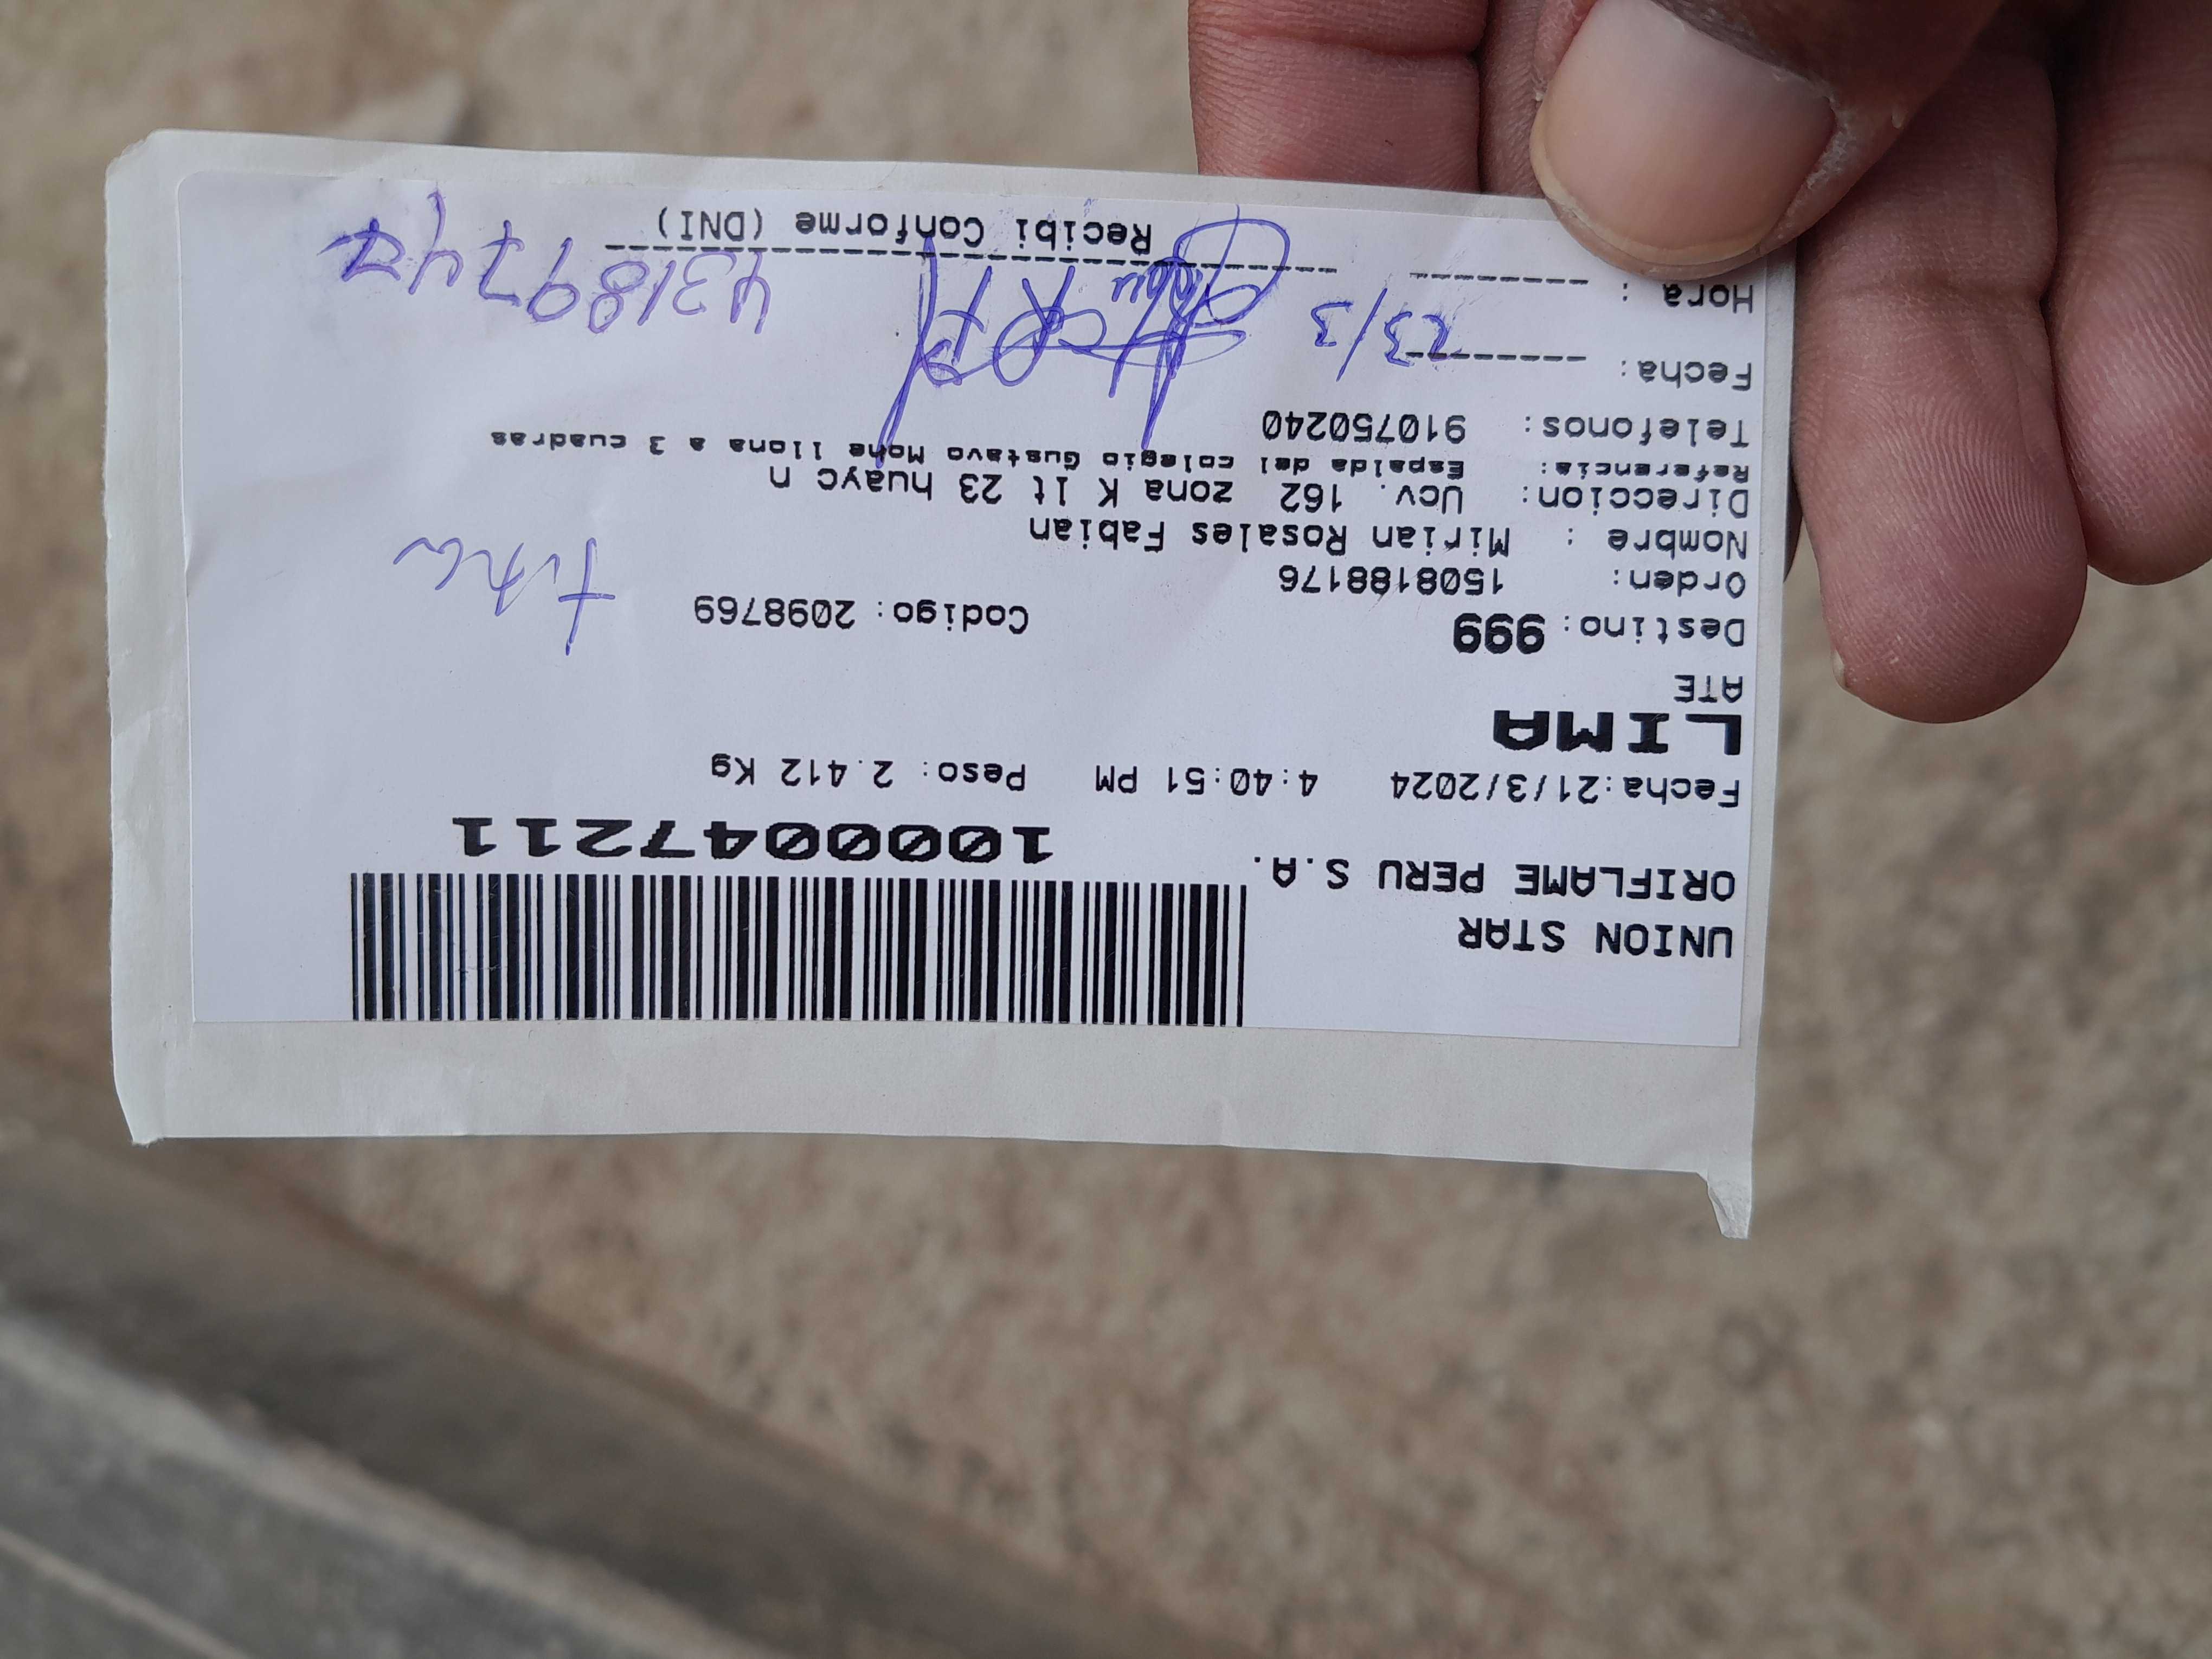 UNION STAR
ORIFLAME PERU S.A.
1000047211
Fecha:21/3/2024 4:40:51 PM Peso: 2.412 Kg
LIMA
ATE
Destino: 999 Codigo: 2098769
Orden: 1508188176
Nombre : Mirian Rosales Fabian
Direccion: Ucv. 162 zona K lt 23 huayc n
Referencia: Espalda del colegio Gustavo Mohe llona a 3 cuadras
Telefonos: 910750240
Fecha: 23/3
Hora :
Recibi Conforme (DNI)